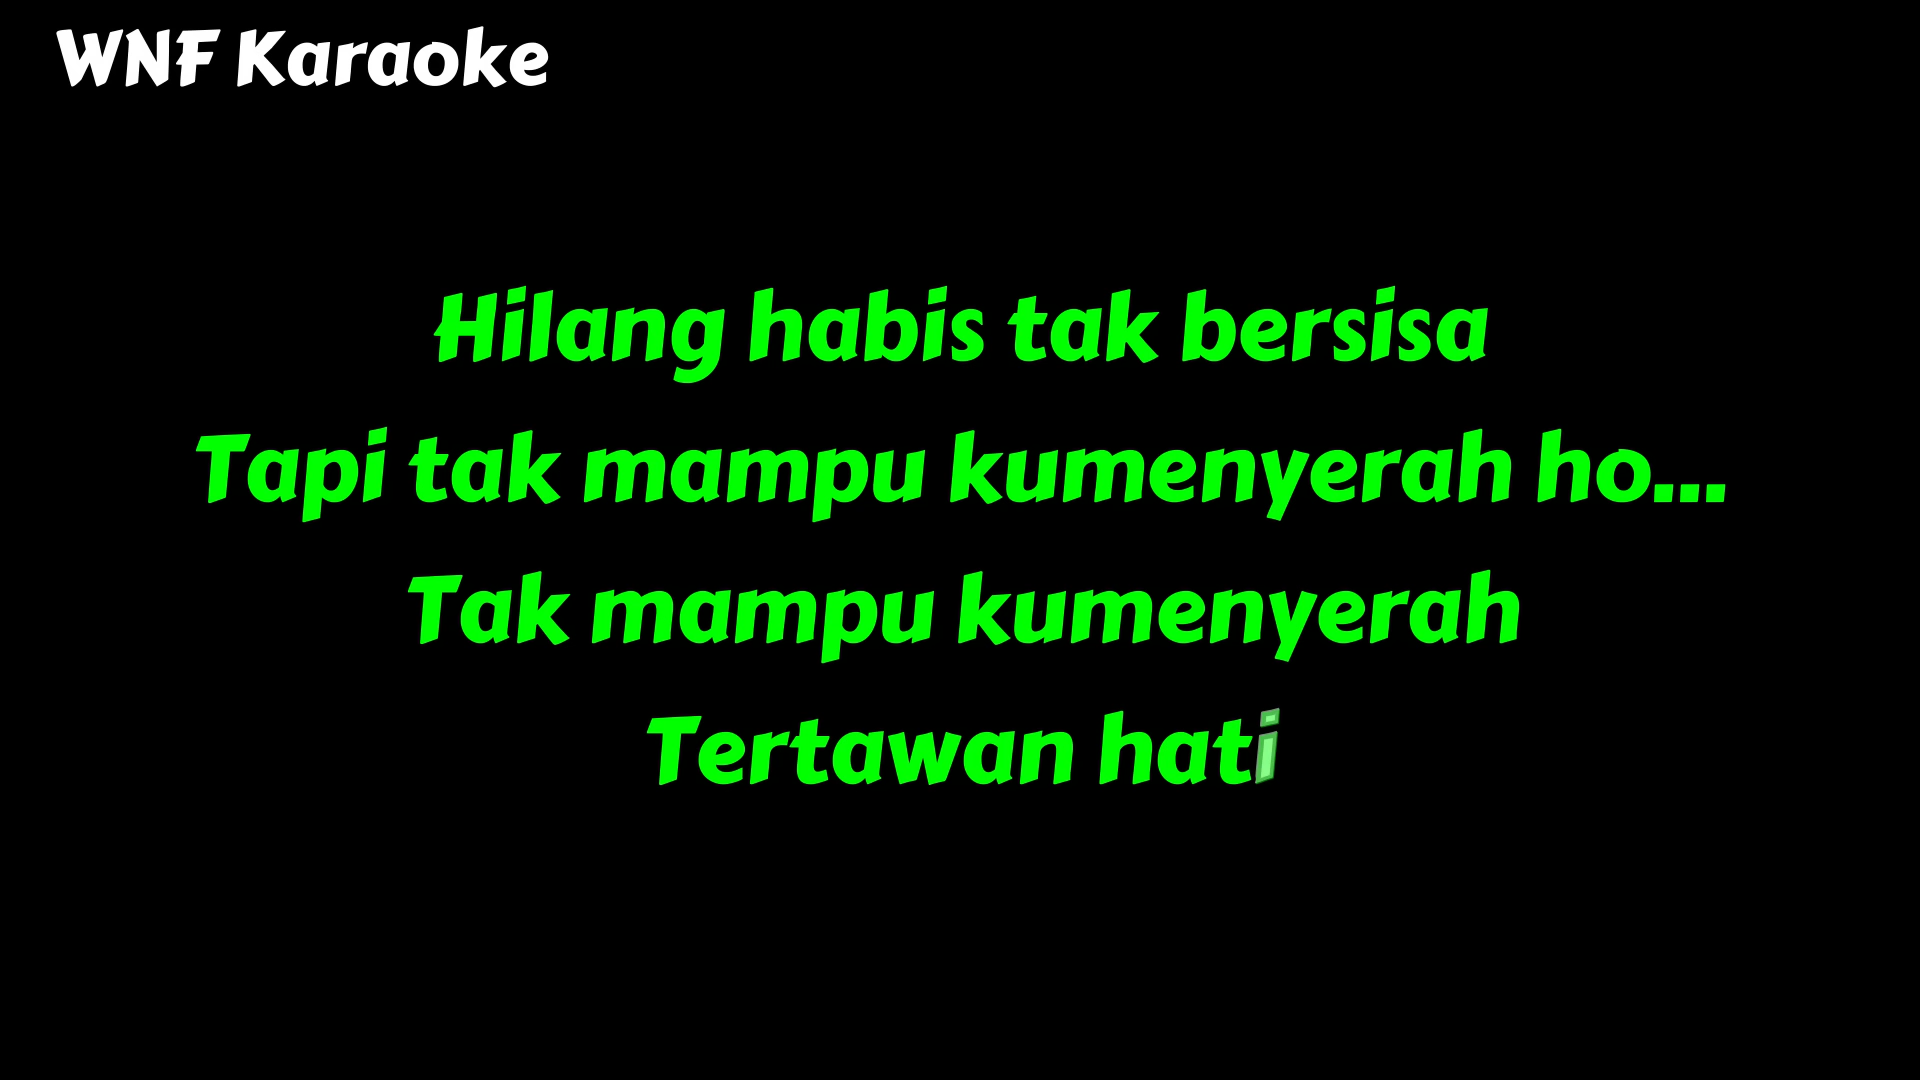 WNF Karaoke
Hilang habis tak bersisa
Tapi tak mampu kumenyerah ho...
Tak mampu kumenyerah
Tertawan hati